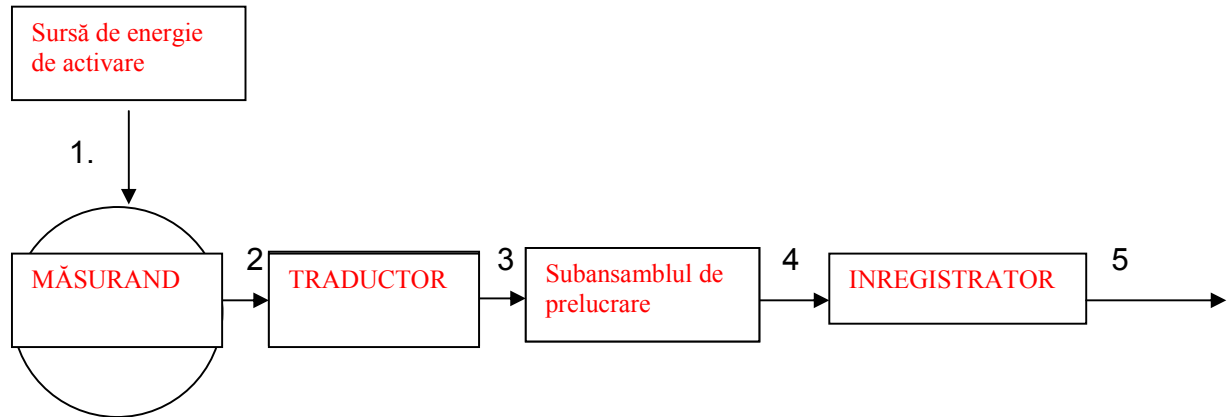 Sursă de energie
de activare
1.
MĂSURAND
2
TRADUCTOR
3
Subansamblul de
prelucrare
4
INREGISTRATOR
5